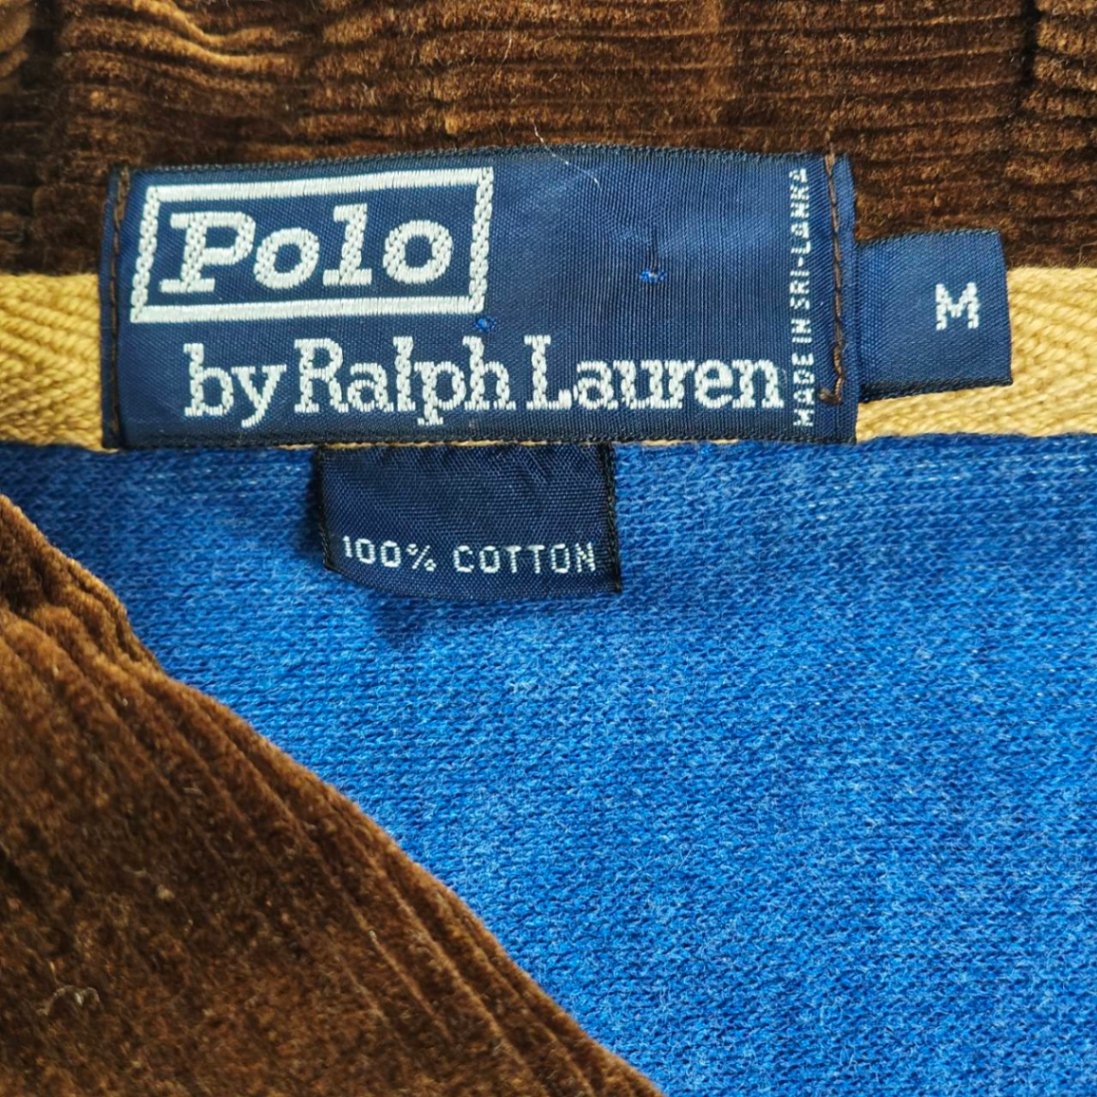 Polo
by Ralph Lauren
MADE IN SRI-LANKA
M
100% COTTON